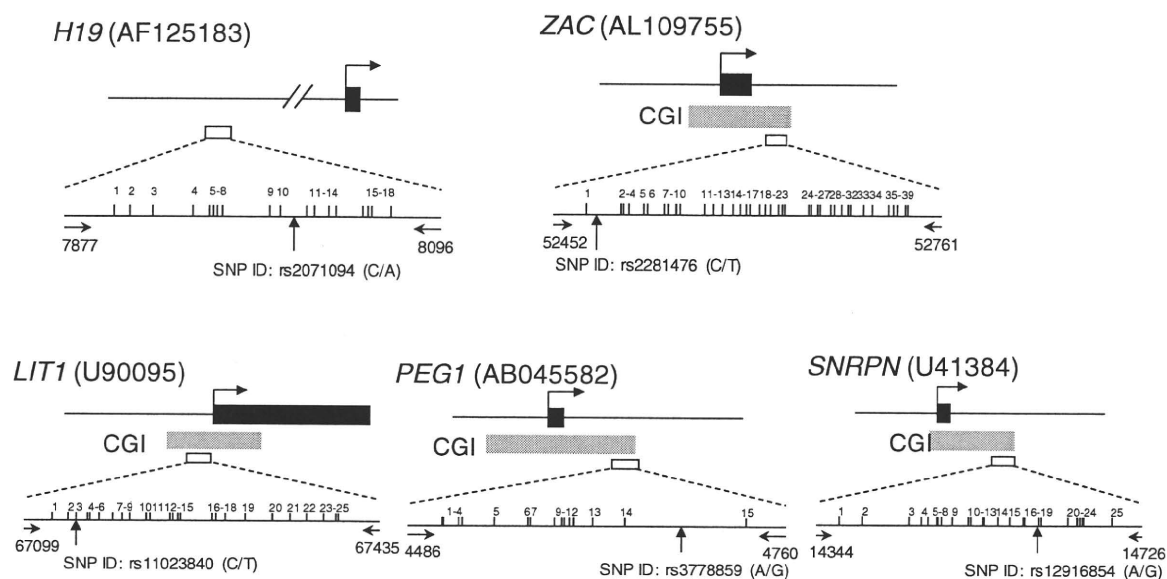 H19 (AF125183)
1 2 3 4 5-8 9 10 11-14 15-18
7877 8096
SNP ID: rs2071094 (C/A)
ZAC (AL109755)
CGI
1 2-4 5 6 7-10 11-13 14-17 18-23 24-27 28-32 33 34 35-39
52452 52761
SNP ID: rs2281476 (C/T)
LIT1 (U90095)
CGI
1 2 3 4-6 7-9 10 11 12-15 16-18 19 20 21 22 23-25
67099 67435
SNP ID: rs11023840 (C/T)
PEG1 (AB045582)
CGI
1-4 5 6 7 8 9-12 13 14 15
4486 4760
SNP ID: rs3778859 (A/G)
SNRPN (U41384)
CGI
1 2 3 4 5-8 9 10-13 14 15 16-19 20-24 25
14344 14726
SNP ID: rs12916854 (A/G)